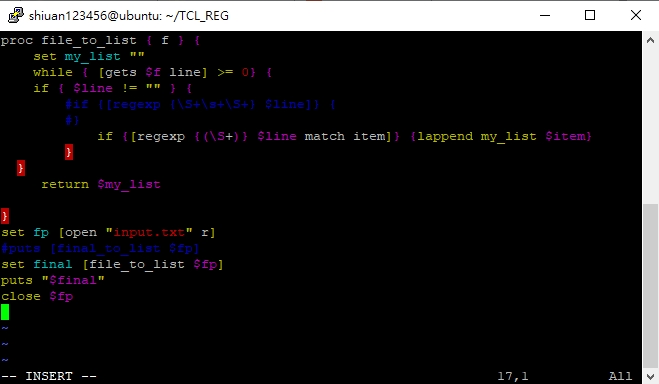 shiuan123456@ubuntu: ~/TCL_REG
proc file_to_list { f } {
    set my_list ""
    while { [gets $f line] >= 0} {
    if { $line != "" } {
        #if {[regexp {\S+\s+\S+} $line]} {
        #}
            if {[regexp {(\S+)} $line match item]} {lappend my_list $item}
        }
  }
     return $my_list
}
set fp [open "input.txt" r]
#puts [final_to_list $fp]
set final [file_to_list $fp]
puts "$final"
close $fp
~
~
~
-- INSERT --                                                  17,1          All